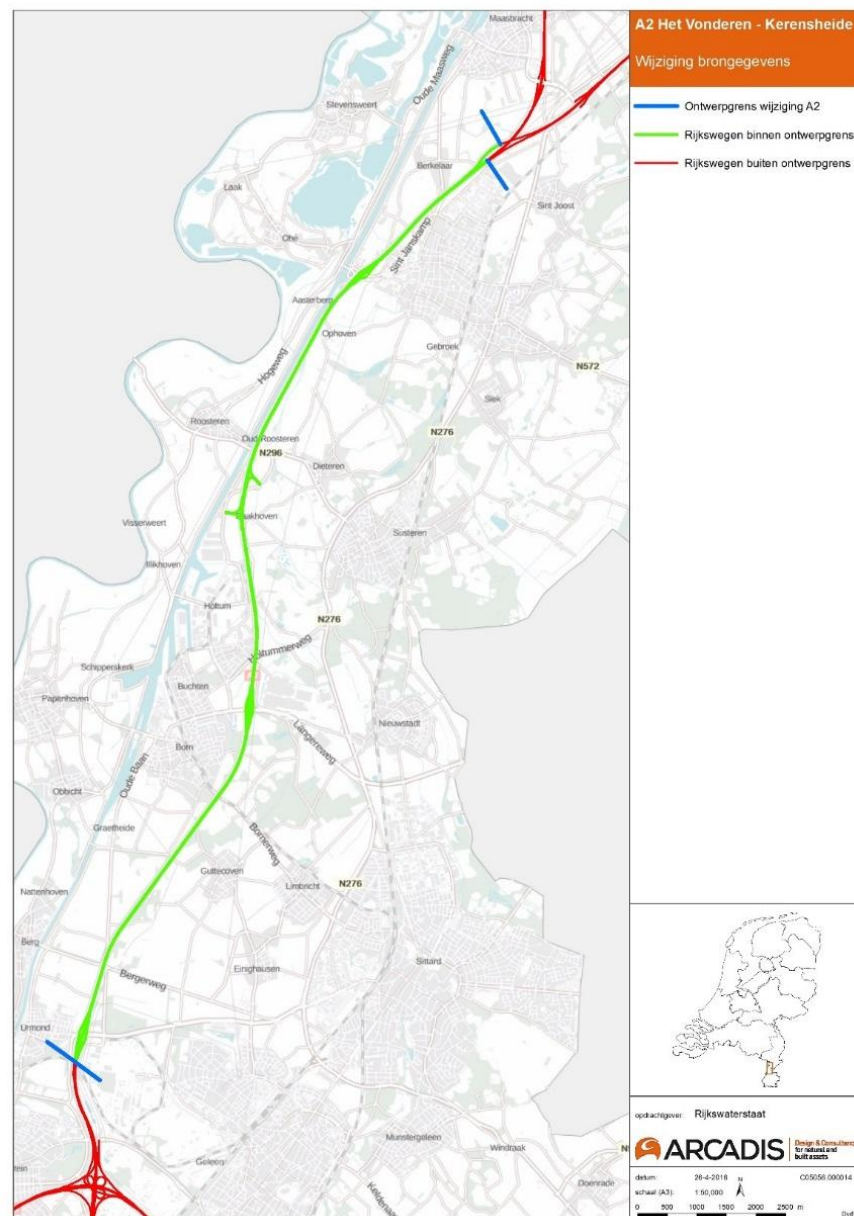 A2 Het Vonderen - Kerensheide
Wijziging brongegevens
Ontwerpgrens wijziging A2
Rijkswegen binnen ontwerpgrens
Rijkswegen buiten ontwerpgrens
Maasbracht
Oude Maasweg
Stevensweert
Berkelaar
Laak
Sint Joost
Ohé
Sint Janskamp
Aasterberg
Ophoven
Gebroek
Hogeweg
N572
Slek
Roosteren
N276
Oud Roosteren
N296
Dieteren
Visserweert
Susteren
Illikhoven
Holtum
N276
Holtummerweg
Schipperskerk
Buchten
Papenhoven
Nieuwstadt
Langereweg
Born
Oude Baan
Obbicht
Graetheide
Bornerweg
Guttecoven
Limbricht
N276
Nattenhoven
Berg
Sittard
Einighausen
Bergerweg
Urmond
Munstergeleen
Windraak
Geleen
Doenrade
opdrachtgever: Rijkswaterstaat
ARCADIS
Design & Consultancy
for natural and
built assets
datum: 26-4-2018
N
C05056.000014
schaal (A3): 1:50,000
0 500 1000 1500 2000 2500 m